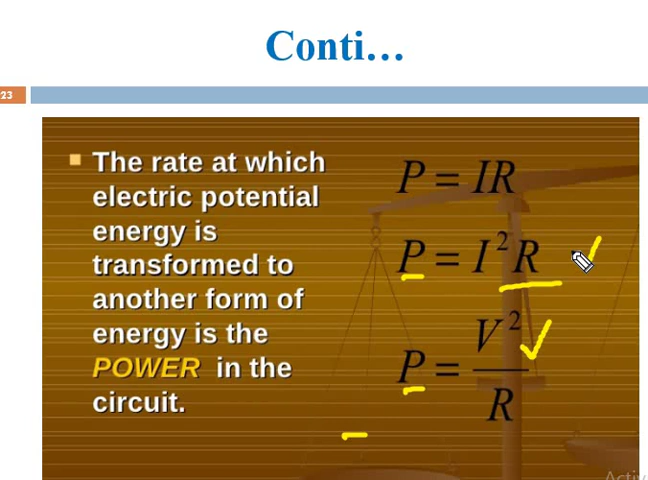 Conti…
23
The rate at which
electric potential
energy is
transformed to
another form of
energy is the
POWER in the
circuit.
P = IR
P = I²R
P = V²/R
Activ